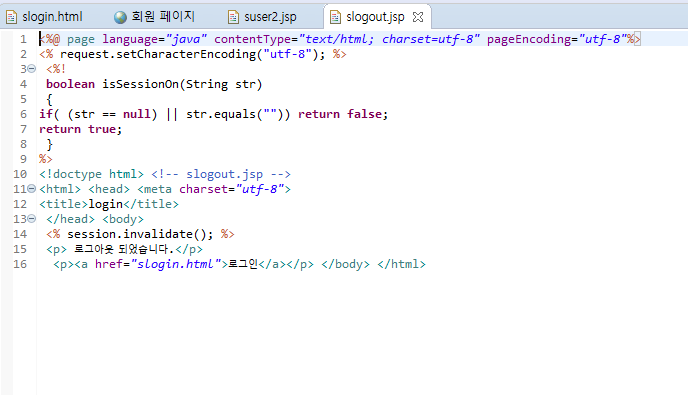 slogin.html 회원 페이지 suser2.jsp slogout.jsp
1 <%@ page language="java" contentType="text/html; charset=utf-8" pageEncoding="utf-8"%>
2 <% request.setCharacterEncoding("utf-8"); %>
3 <%!
4 boolean isSessionOn(String str)
5 {
6 if( (str == null) || str.equals("")) return false;
7 return true;
8 }
9 %>
10 <!doctype html> <!-- slogout.jsp -->
11 <html> <head> <meta charset="utf-8">
12 <title>login</title>
13 </head> <body>
14 <% session.invalidate(); %>
15 <p> 로그아웃 되었습니다.</p>
16 <p><a href="slogin.html">로그인</a></p> </body> </html>